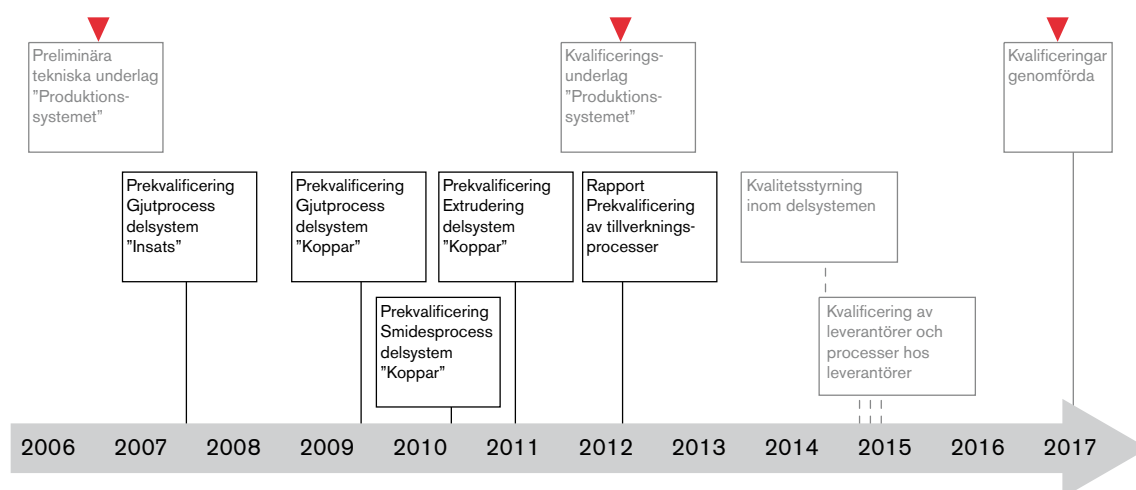 Preliminära
tekniska underlag
”Produktions-
systemet”
Kvalificerings-
underlag
”Produktions-
systemet”
Kvalificeringar
genomförda
Prekvalificering
Gjutprocess
delsystem
”Insats”
Prekvalificering
Gjutprocess
delsystem
”Koppar”
Prekvalificering
Extrudering
delsystem
”Koppar”
Rapport
Prekvalificering
av tillverknings-
processer
Kvalitetsstyrning
inom delsystemen
Prekvalificering
Smidesprocess
delsystem
”Koppar”
Kvalificering av
leverantörer och
processer hos
leverantörer
2006 2007 2008 2009 2010 2011 2012 2013 2014 2015 2016 2017